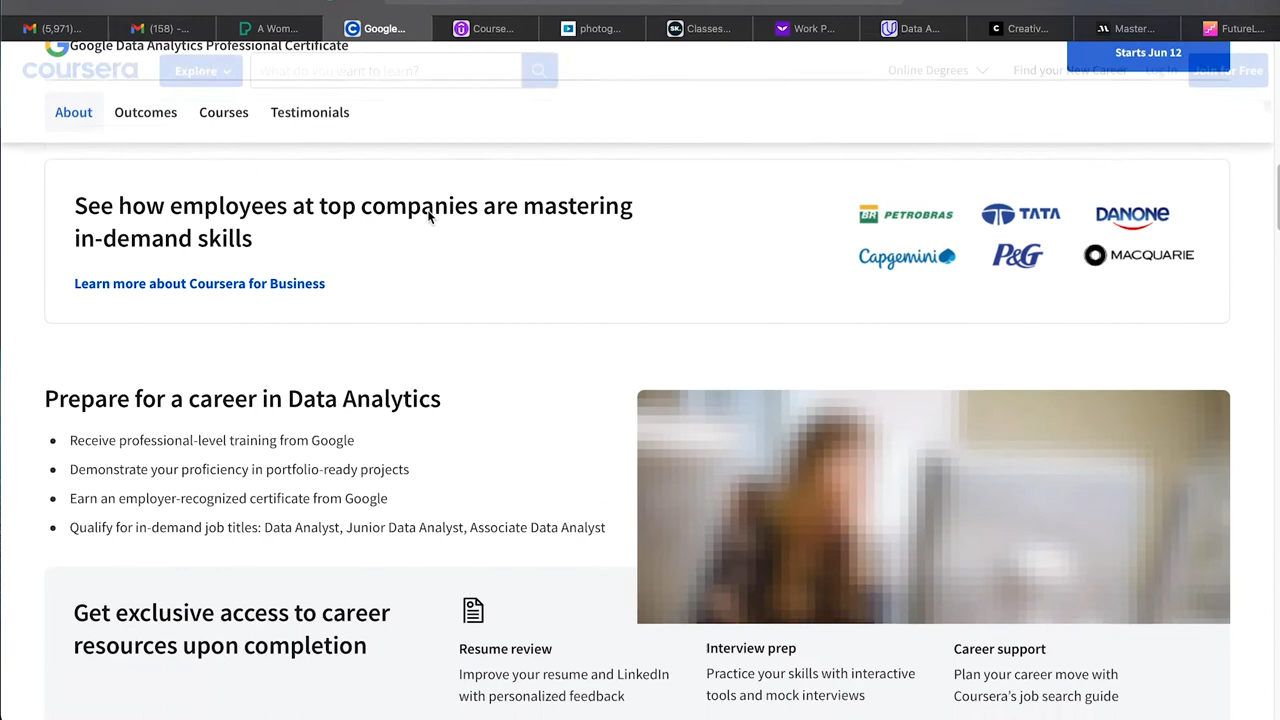 (5,971)...
(158) –...
A Wom...
Google...
Course...
photog...
Classes...
Work P...
Data A...
Creativ...
Master...
FutureL...
Google Data Analytics Professional Certificate
Starts Jun 12
coursera
Explore
What do you want to learn?
Online Degrees
Find your New Career
Log In
Join for Free
About
Outcomes
Courses
Testimonials
See how employees at top companies are mastering
in-demand skills
Learn more about Coursera for Business
BR PETROBRAS
TATA
DANONE
Capgemini
P&G
MACQUARIE
Prepare for a career in Data Analytics
Receive professional-level training from Google
Demonstrate your proficiency in portfolio-ready projects
Earn an employer-recognized certificate from Google
Qualify for in-demand job titles: Data Analyst, Junior Data Analyst, Associate Data Analyst
Get exclusive access to career
resources upon completion
Resume review
Improve your resume and LinkedIn
with personalized feedback
Interview prep
Practice your skills with interactive
tools and mock interviews
Career support
Plan your career move with
Coursera's job search guide